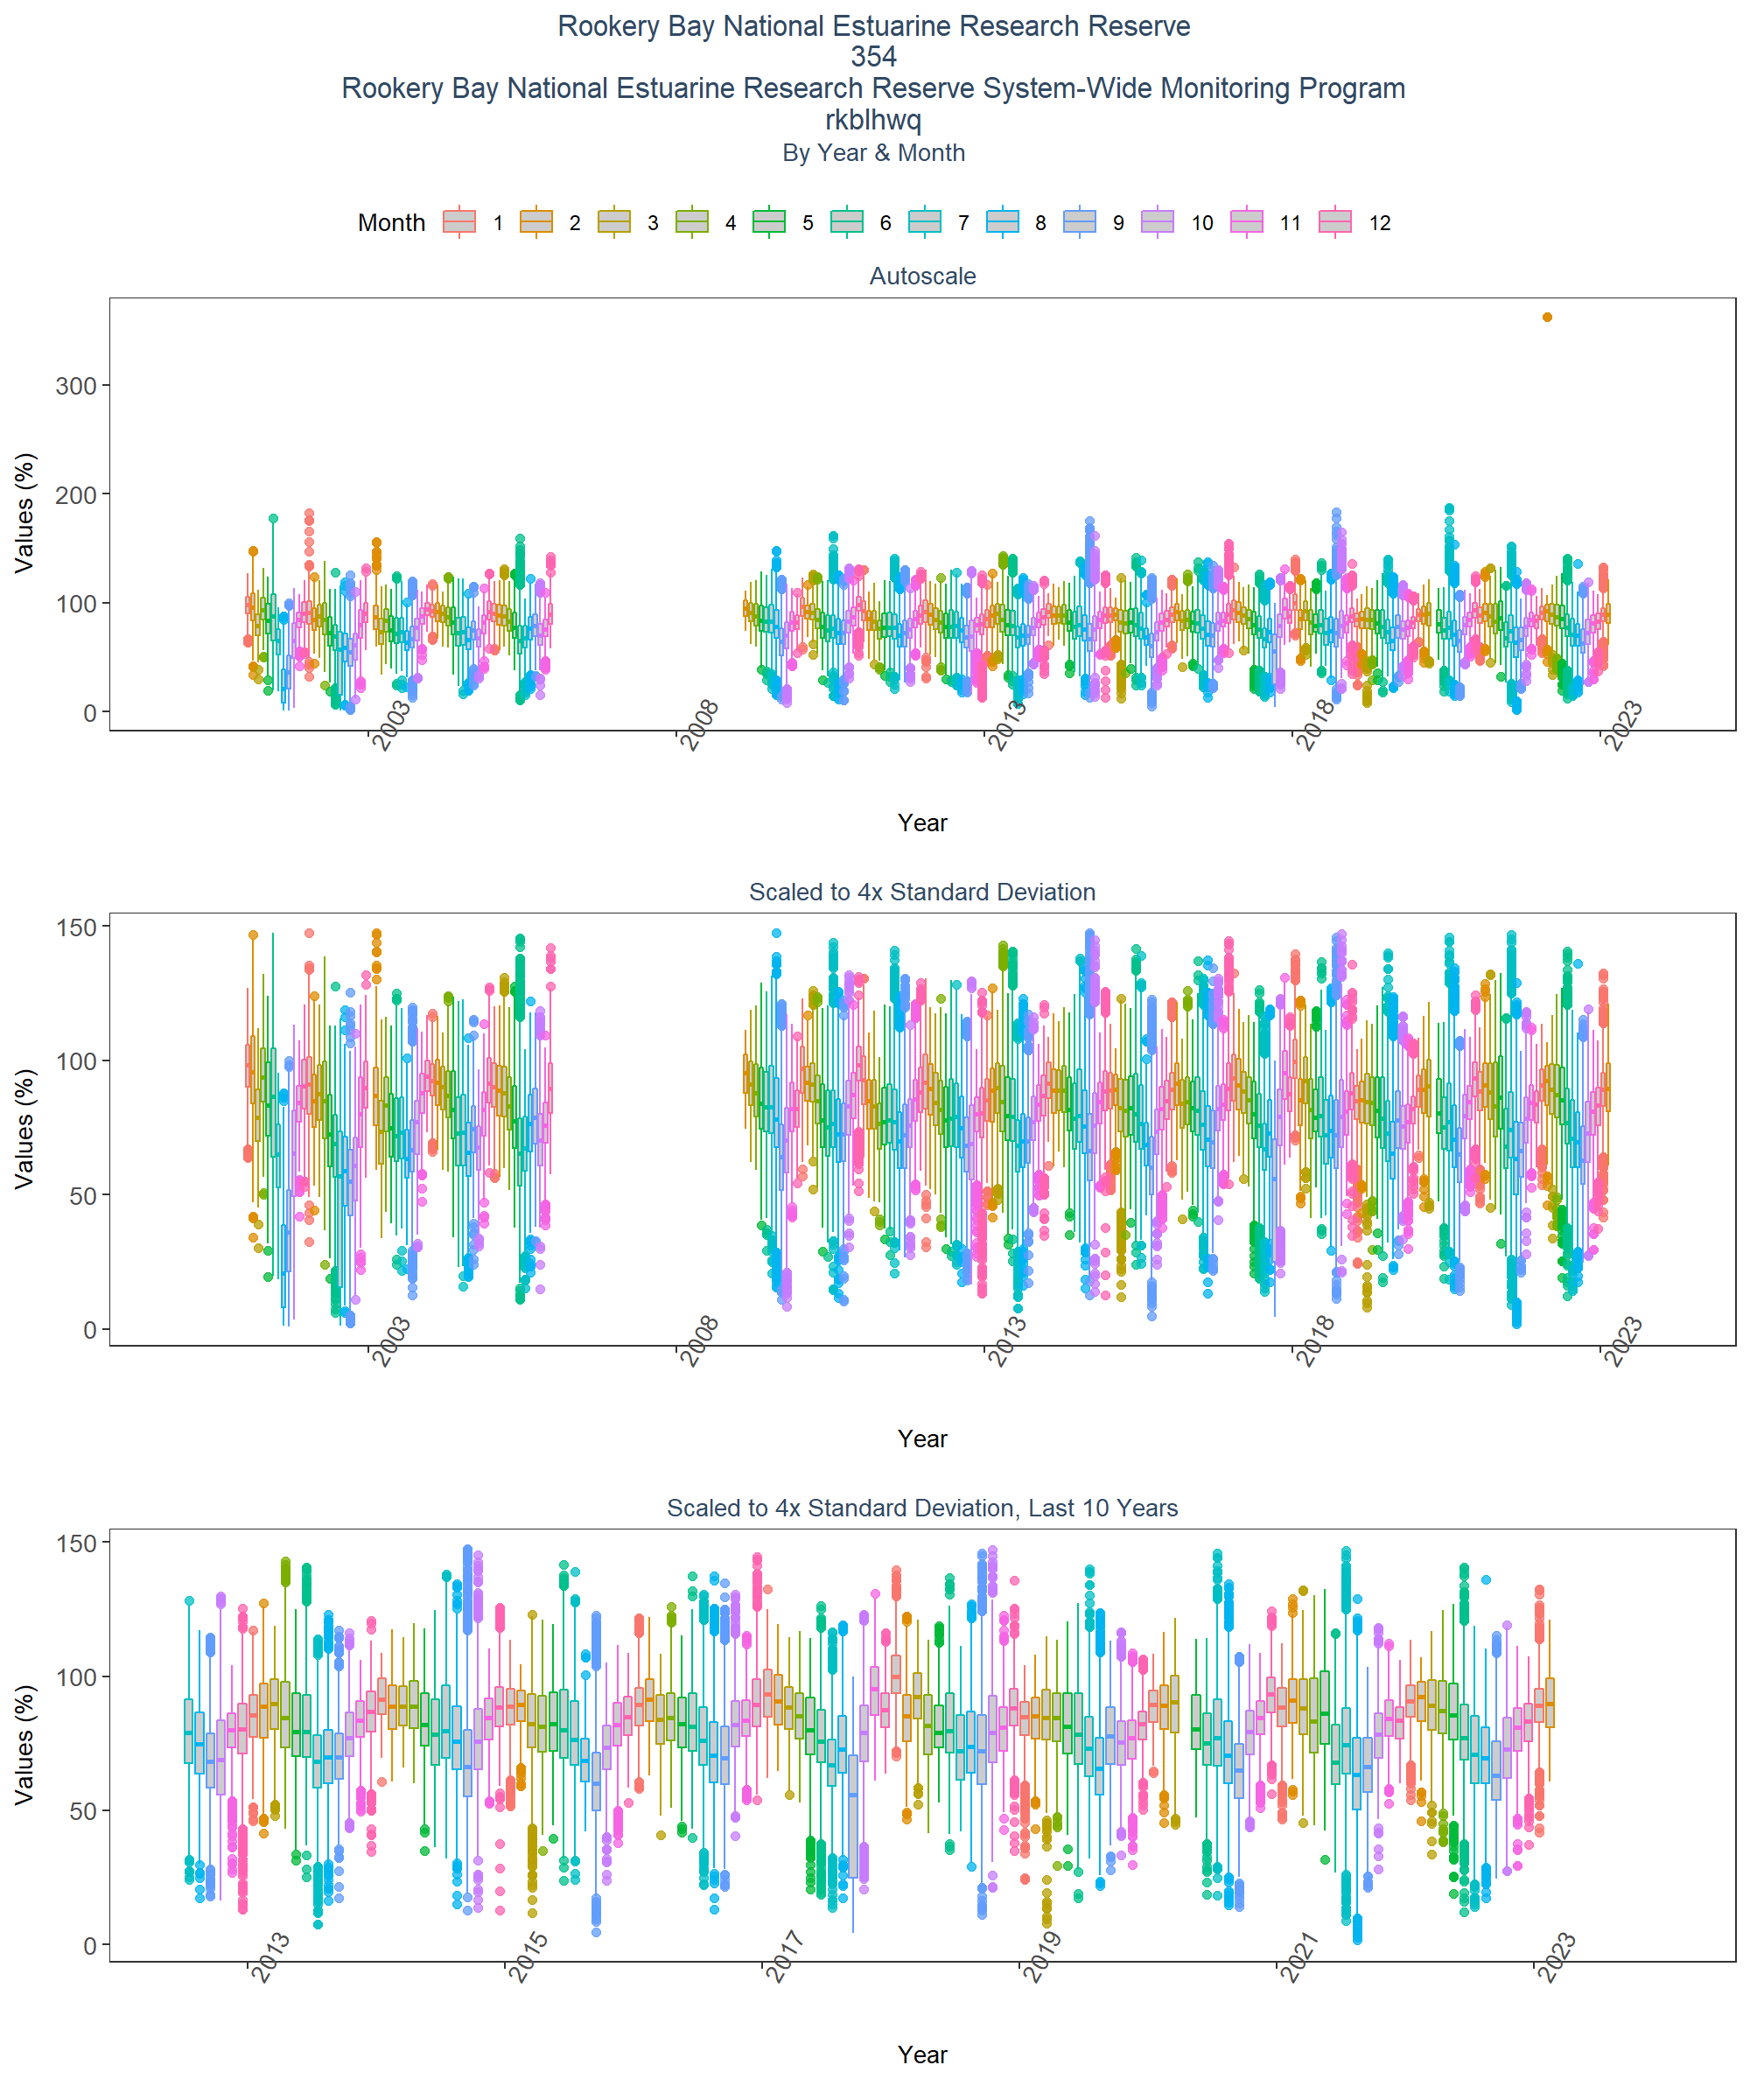 Rookery Bay National Estuarine Research Reserve
354
Rookery Bay National Estuarine Research Reserve System-Wide Monitoring Program
rkblhwq
By Year & Month
Month 1 2 3 4 5 6 7 8 9 10 11 12
Autoscale
Values (%)
300
200
100
0
2003 2008 2013 2018 2023
Year
Scaled to 4x Standard Deviation
Values (%)
150
100
50
0
2003 2008 2013 2018 2023
Year
Scaled to 4x Standard Deviation, Last 10 Years
Values (%)
150
100
50
0
2013 2015 2017 2019 2021 2023
Year